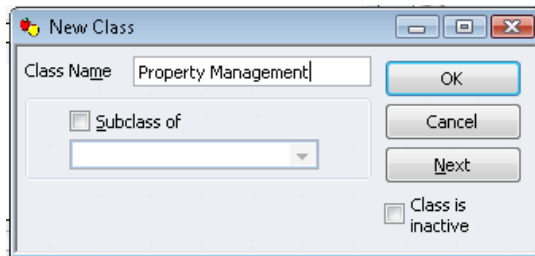 New Class
Class Name Property Management
OK
Subclass of
Cancel
Next
Class is
inactive